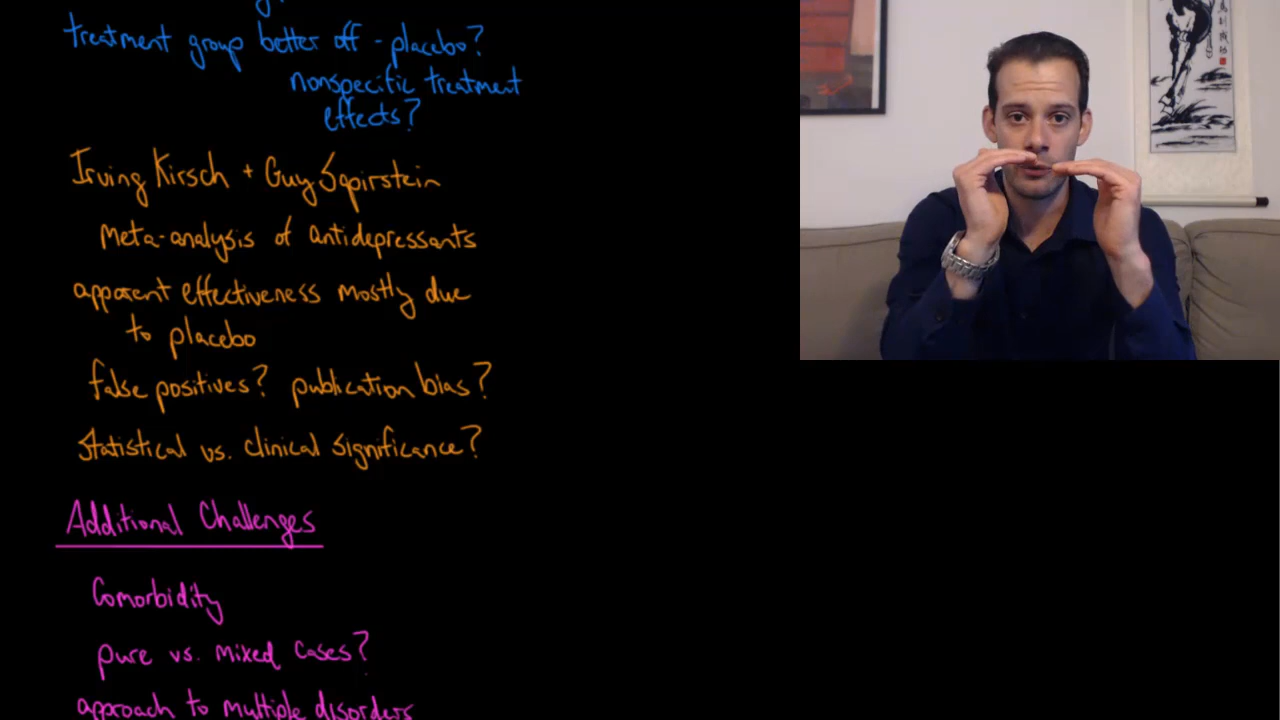 treatment group better off - placebo?
nonspecific treatment
effects?
Irving Kirsch + Guy Sapirstein
meta-analysis of antidepressants
apparent effectiveness mostly due
to placebo
false positives? publication bias?
statistical vs. clinical significance?
Additional Challenges
Comorbidity
pure vs. mixed cases?
approach to multiple disorders